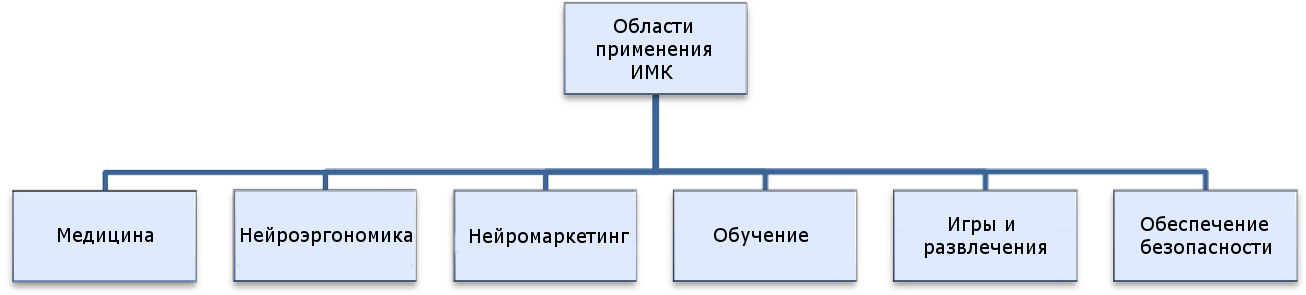 Области
применения
ИМК
Медицина
Нейроэргономика
Нейромаркетинг
Обучение
Игры и
развлечения
Обеспечение
безопасности